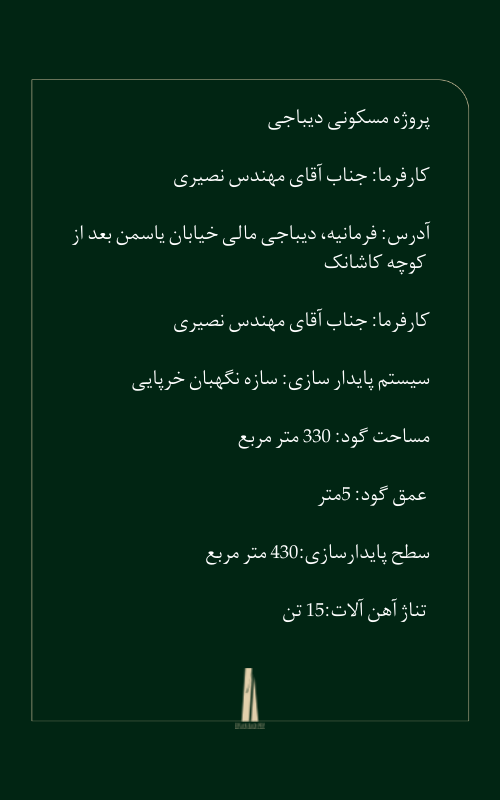 پروژه مسکونی دیباجی
کارفرما: جناب آقای مهندس نصیری
آدرس: فرمانیه، دیباجی مالی خیابان یاسمن بعد از
کوچه کاشانک
کارفرما: جناب آقای مهندس نصیری
سیستم پایدار سازی: سازه نگهبان خرپایی
مساحت گود: 330 متر مربع
عمق گود: 5متر
سطح پایدارسازی:430 متر مربع
تناژ آهن آلات:15 تن